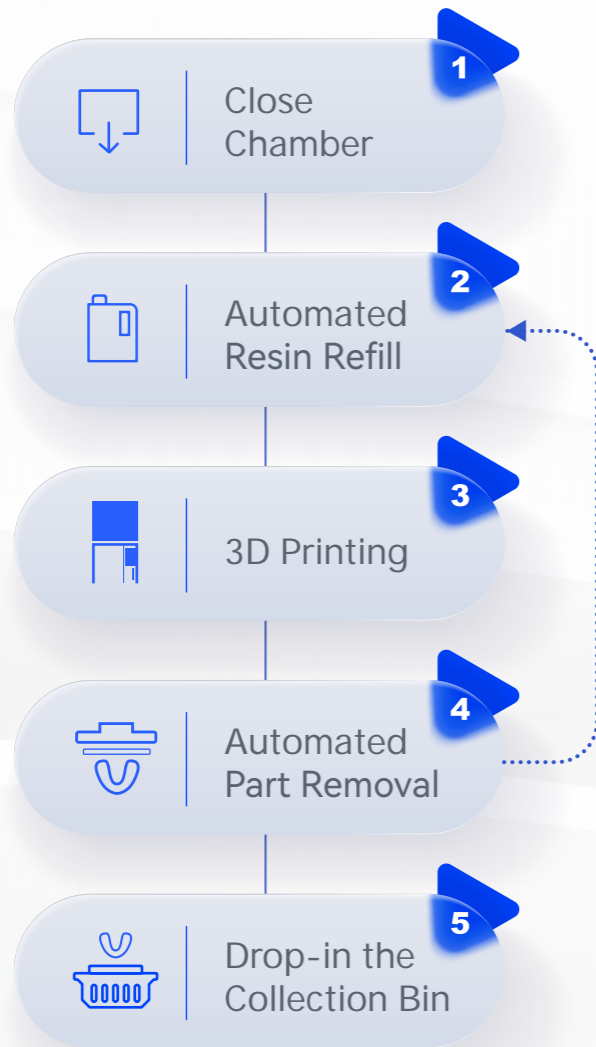 1
Close
Chamber
2
Automated
Resin Refill
3
3D Printing
4
Automated
Part Removal
5
Drop-in the
Collection Bin